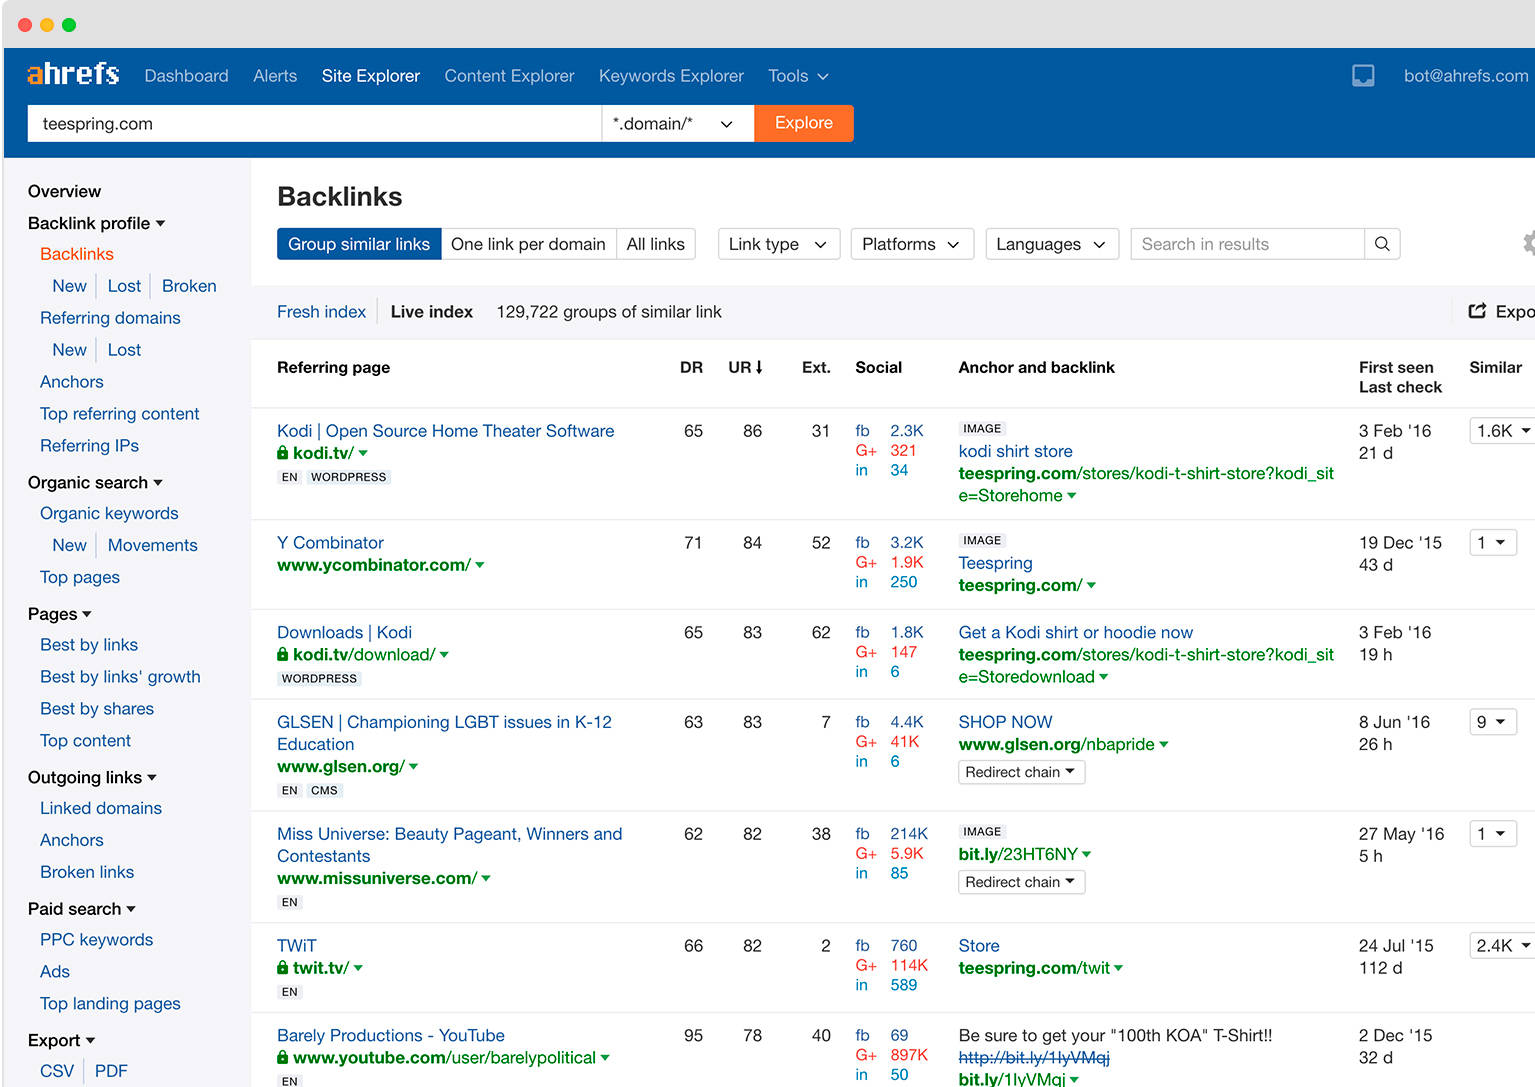 ahrefs Dashboard Alerts Site Explorer Content Explorer Keywords Explorer Tools bot@ahrefs.com
teespring.com *.domain/* Explore
Overview
Backlink profile
Backlinks
New Lost Broken
Referring domains
New Lost
Anchors
Top referring content
Referring IPs
Organic search
Organic keywords
New Movements
Top pages
Pages
Best by links
Best by links' growth
Best by shares
Top content
Outgoing links
Linked domains
Anchors
Broken links
Paid search
PPC keywords
Ads
Top landing pages
Export
CSV PDF
Backlinks
Group similar links One link per domain All links Link type Platforms Languages Search in results
Fresh index Live index 129,722 groups of similar link Expo
Referring page DR UR Ext. Social Anchor and backlink First seen Similar
Last check
Kodi | Open Source Home Theater Software 65 86 31
kodi.tv/
EN WORDPRESS
fb 2.3K
G+ 321
in 34
IMAGE
kodi shirt store
teespring.com/stores/kodi-t-shirt-store?kodi_sit
e=Storehome
3 Feb '16 1.6K
21 d
Y Combinator 71 84 52
www.ycombinator.com/
fb 3.2K
G+ 1.9K
in 250
IMAGE
Teespring
teespring.com/
19 Dec '15 1
43 d
Downloads | Kodi 65 83 62
kodi.tv/download/
WORDPRESS
fb 1.8K
G+ 147
in 6
Get a Kodi shirt or hoodie now
teespring.com/stores/kodi-t-shirt-store?kodi_sit
e=Storedownload
3 Feb '16
19 h
GLSEN | Championing LGBT issues in K-12 63 83 7
Education
www.glsen.org/
EN CMS
fb 4.4K
G+ 41K
in 6
SHOP NOW
www.glsen.org/nbapride
Redirect chain
8 Jun '16 9
26 h
Miss Universe: Beauty Pageant, Winners and 62 82 38
Contestants
www.missuniverse.com/
EN
fb 214K
G+ 5.9K
in 85
IMAGE
bit.ly/23HT6NY
Redirect chain
27 May '16 1
5 h
TWiT 66 82 2
twit.tv/
EN
fb 760
G+ 114K
in 589
Store
teespring.com/twit
24 Jul '15 2.4K
112 d
Barely Productions - YouTube 95 78 40
www.youtube.com/user/barelypolitical
EN
fb 69
G+ 897K
in 50
Be sure to get your "100th KOA" T-Shirt!!
http://bit.ly/1IyVMqj
bit.ly/1IyVMqj
2 Dec '15
32 d